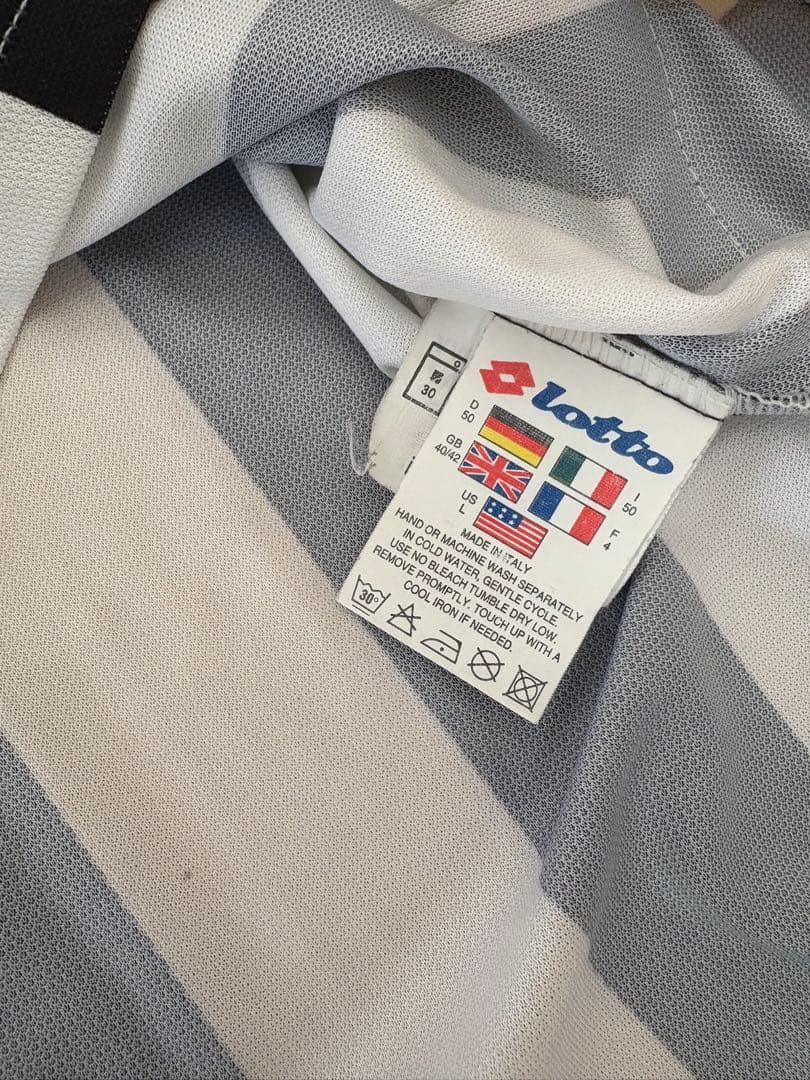 30
lotto
D
50
GB
40/42
I
50
US
L
F
4
MADE IN ITALY
HAND OR MACHINE WASH SEPARATELY
IN COLD WATER, GENTLE CYCLE.
USE NO BLEACH TUMBLE DRY LOW.
REMOVE PROMPTLY. TOUCH UP WITH A
COOL IRON IF NEEDED.
30°